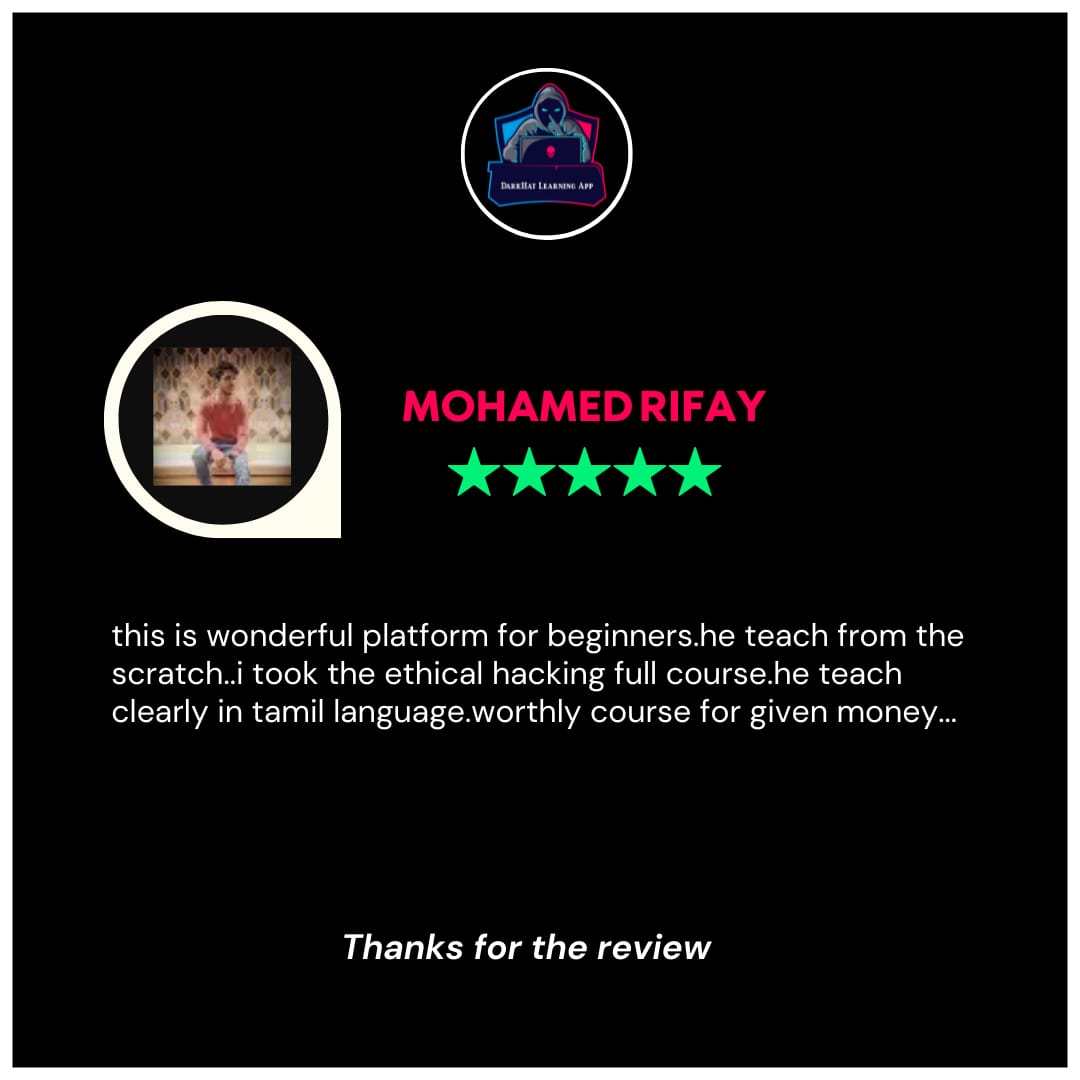 DarkHat Learning App
MOHAMED RIFAY
this is wonderful platform for beginners.he teach from the
scratch..i took the ethical hacking full course.he teach
clearly in tamil language.worthly course for given money...
Thanks for the review